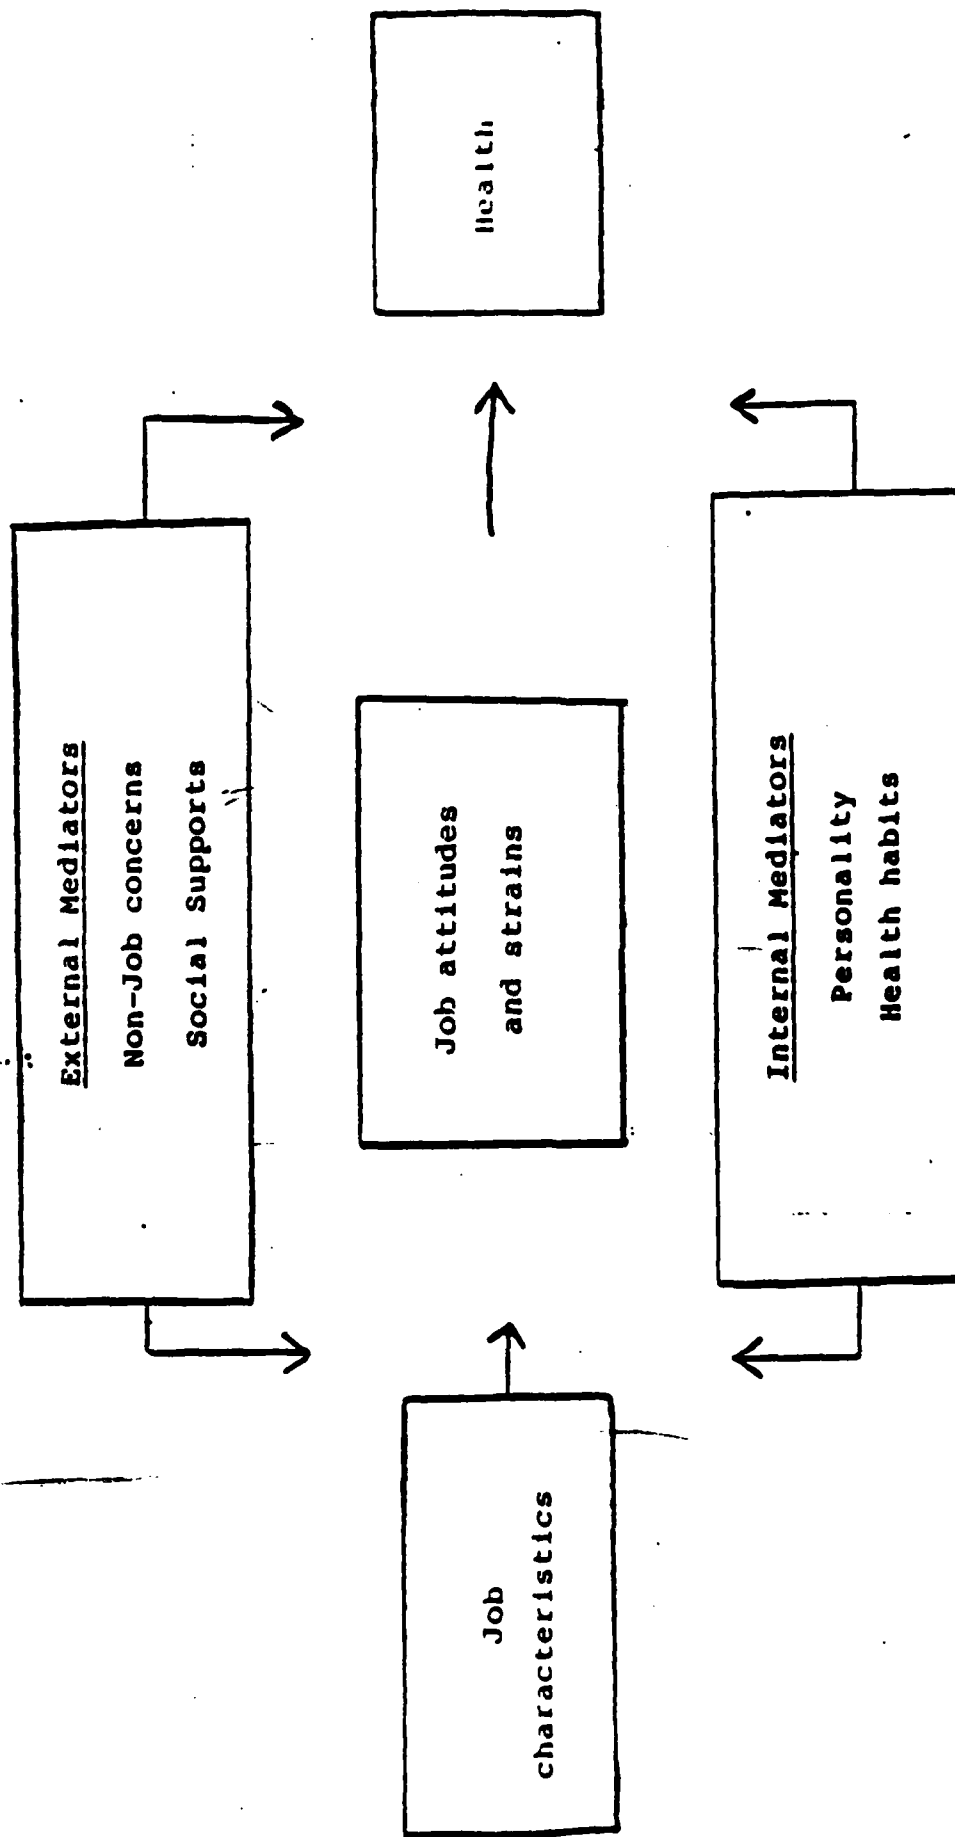 External Mediators
Non-Job concerns
Social Supports
Job
characteristics
Job attitudes
and strains
Health
Internal Mediators
Personality
Health habits